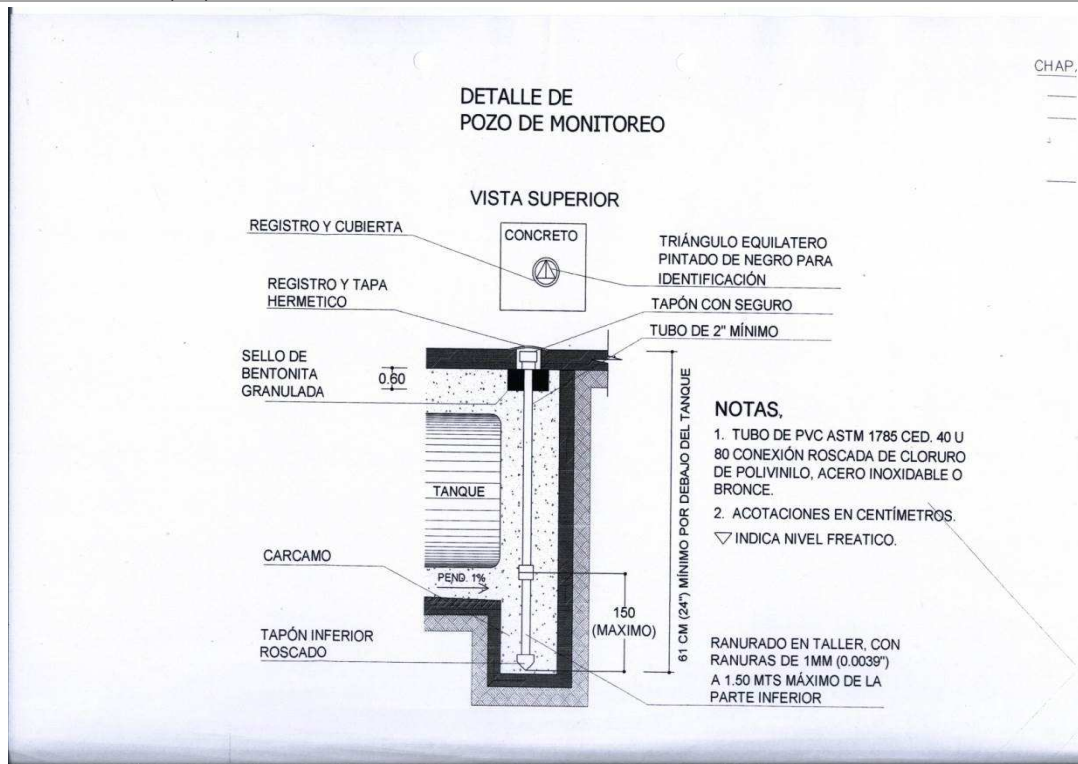 CHAP.
DETALLE DE
POZO DE MONITOREO
VISTA SUPERIOR
REGISTRO Y CUBIERTA
CONCRETO
TRIÁNGULO EQUILATERO
PINTADO DE NEGRO PARA
IDENTIFICACIÓN
REGISTRO Y TAPA
HERMETICO
TAPÓN CON SEGURO
TUBO DE 2" MÍNIMO
SELLO DE
BENTONITA
GRANULADA
0.60
TANQUE
CARCAMO
PEND. 1%
TAPÓN INFERIOR
ROSCADO
150
(MAXIMO)
61 CM (24") MÍNIMO POR DEBAJO DEL TANQUE
NOTAS,
1. TUBO DE PVC ASTM 1785 CED. 40 U
80 CONEXIÓN ROSCADA DE CLORURO
DE POLIVINILO, ACERO INOXIDABLE O
BRONCE.
2. ACOTACIONES EN CENTÍMETROS.
▽ INDICA NIVEL FREATICO.
RANURADO EN TALLER, CON
RANURAS DE 1MM (0.0039")
A 1.50 MTS MÁXIMO DE LA
PARTE INFERIOR